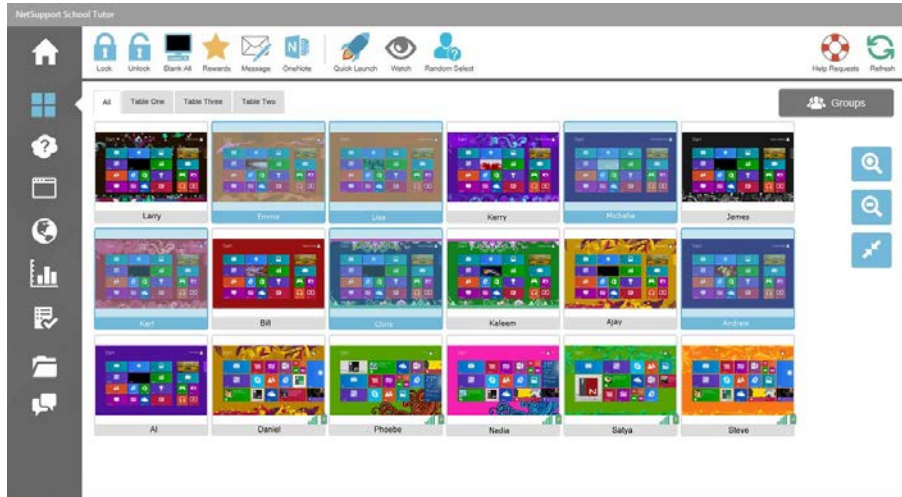 NetSupport School Tutor
Lock Unlock Blank All Rewards Message OneNote Quick Launch Watch Random Select Help Requests Refresh
All Table One Table Three Table Two Groups
Larry Emma Lisa Kerry Michelle James
Karl Bill Chris Kaleem Ajay Andrew
Al Daniel Phoebe Nadia Satya Steve